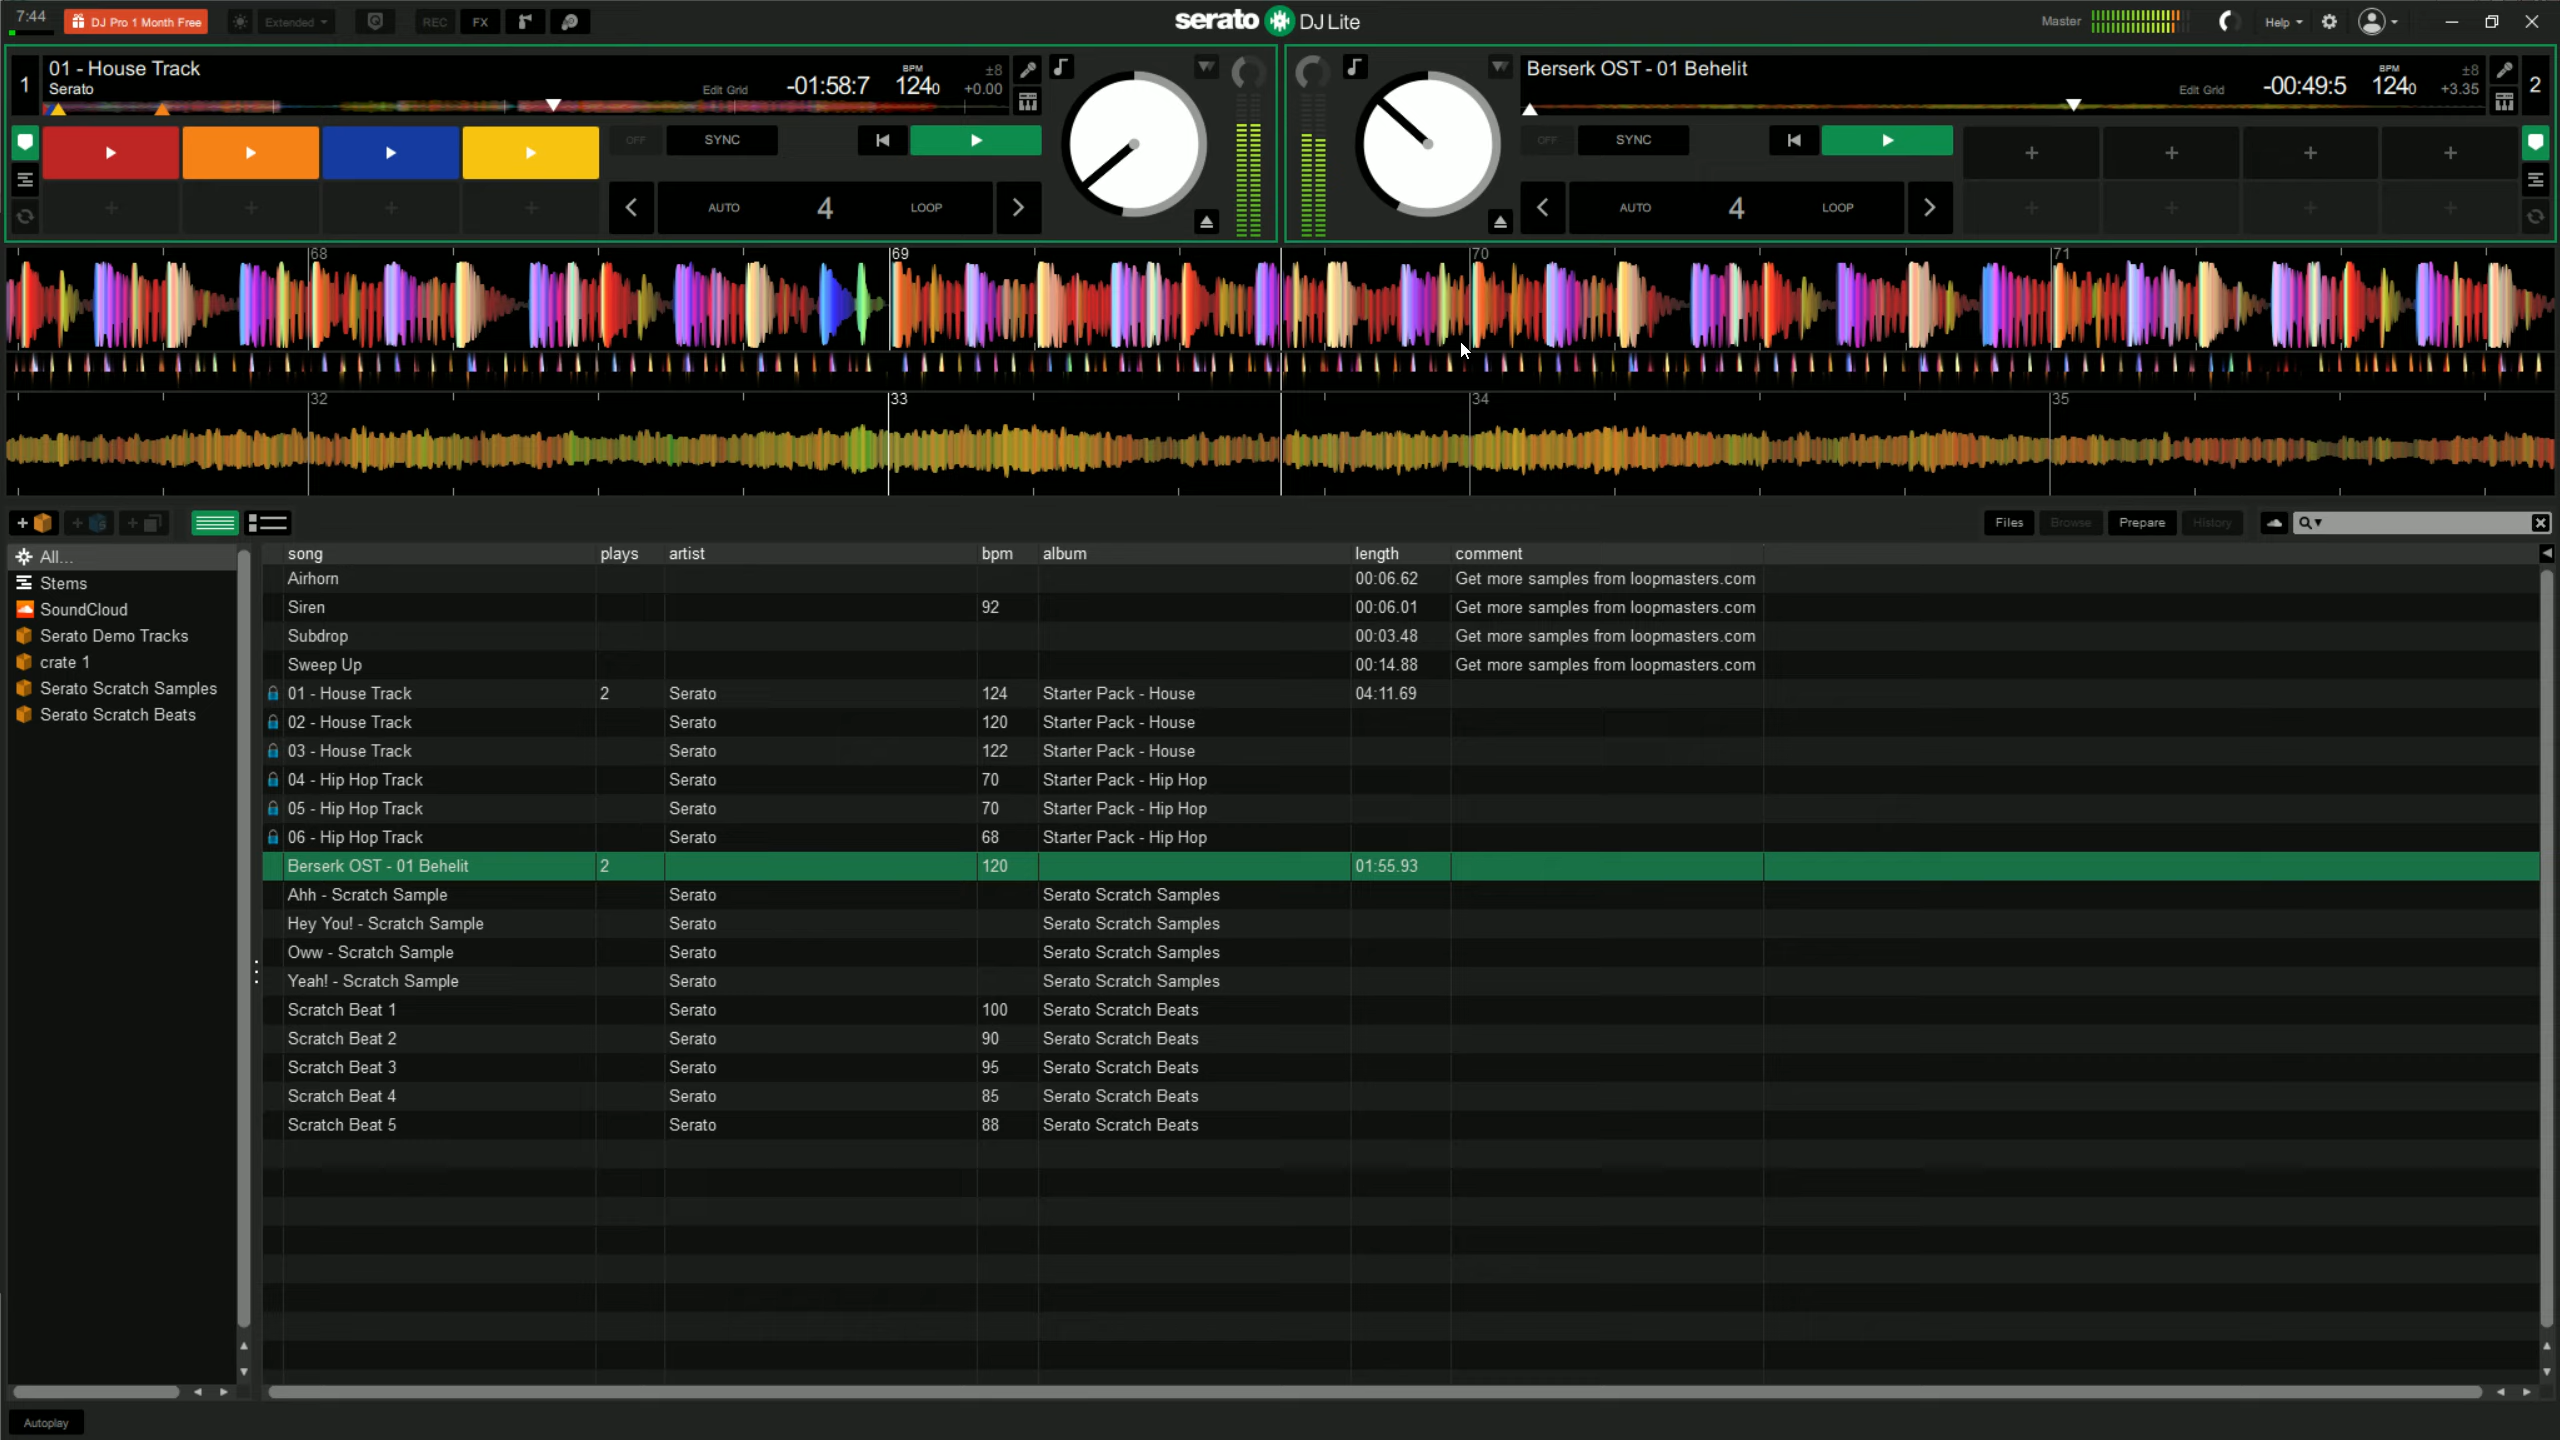 7:44 DJ Pro 1 Month Free Extended REC FX serato DJ Lite Master Help
1 01 - House Track
Serato
Edit Grid -01:58:7 BPM 124.0 ±8 +0.00
OFF SYNC
AUTO 4 LOOP
Berserk OST - 01 Behelit
Edit Grid -00:49:5 BPM 124.0 ±8 +3.35 2
OFF SYNC
AUTO 4 LOOP
68 69 70 71
32 33 34 35
Files Browse Prepare History
All...
Stems
SoundCloud
Serato Demo Tracks
crate 1
Serato Scratch Samples
Serato Scratch Beats
song plays artist bpm album length comment
Airhorn 00:06.62 Get more samples from loopmasters.com
Siren 92 00:06.01 Get more samples from loopmasters.com
Subdrop 00:03.48 Get more samples from loopmasters.com
Sweep Up 00:14.88 Get more samples from loopmasters.com
01 - House Track 2 Serato 124 Starter Pack - House 04:11.69
02 - House Track Serato 120 Starter Pack - House
03 - House Track Serato 122 Starter Pack - House
04 - Hip Hop Track Serato 70 Starter Pack - Hip Hop
05 - Hip Hop Track Serato 70 Starter Pack - Hip Hop
06 - Hip Hop Track Serato 68 Starter Pack - Hip Hop
Berserk OST - 01 Behelit 2 120 01:55.93
Ahh - Scratch Sample Serato Serato Scratch Samples
Hey You! - Scratch Sample Serato Serato Scratch Samples
Oww - Scratch Sample Serato Serato Scratch Samples
Yeah! - Scratch Sample Serato Serato Scratch Samples
Scratch Beat 1 Serato 100 Serato Scratch Beats
Scratch Beat 2 Serato 90 Serato Scratch Beats
Scratch Beat 3 Serato 95 Serato Scratch Beats
Scratch Beat 4 Serato 85 Serato Scratch Beats
Scratch Beat 5 Serato 88 Serato Scratch Beats
Autoplay